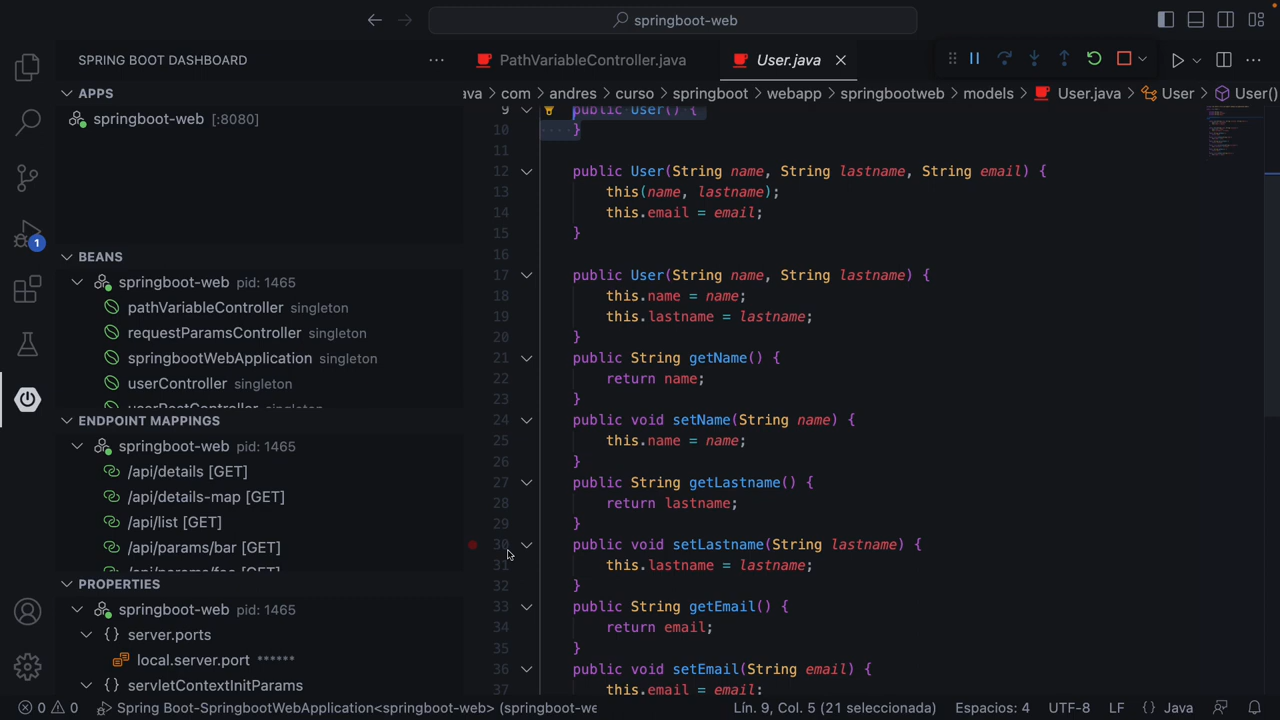 springboot-web
SPRING BOOT DASHBOARD
APPS
springboot-web [:8080]
BEANS
springboot-web pid: 1465
pathVariableController singleton
requestParamsController singleton
springbootWebApplication singleton
userController singleton
userRestController singleton
ENDPOINT MAPPINGS
springboot-web pid: 1465
/api/details [GET]
/api/details-map [GET]
/api/list [GET]
/api/params/bar [GET]
/api/params/foo [GET]
PROPERTIES
springboot-web pid: 1465
{} server.ports
local.server.port ******
{} servletContextInitParams
PathVariableController.java
User.java
ava > com > andres > curso > springboot > webapp > springbootweb > models > User.java > User > User()
9 public User() {
10 }
11
12 public User(String name, String lastname, String email) {
13 this(name, lastname);
14 this.email = email;
15 }
16
17 public User(String name, String lastname) {
18 this.name = name;
19 this.lastname = lastname;
20 }
21 public String getName() {
22 return name;
23 }
24 public void setName(String name) {
25 this.name = name;
26 }
27 public String getLastname() {
28 return lastname;
29 }
30 public void setLastname(String lastname) {
31 this.lastname = lastname;
32 }
33 public String getEmail() {
34 return email;
35 }
36 public void setEmail(String email) {
37 this.email = email;
1
0 0 Spring Boot-SpringbootWebApplication<springboot-web> (springboot-we Lín. 9, Col. 5 (21 seleccionada) Espacios: 4 UTF-8 LF {} Java